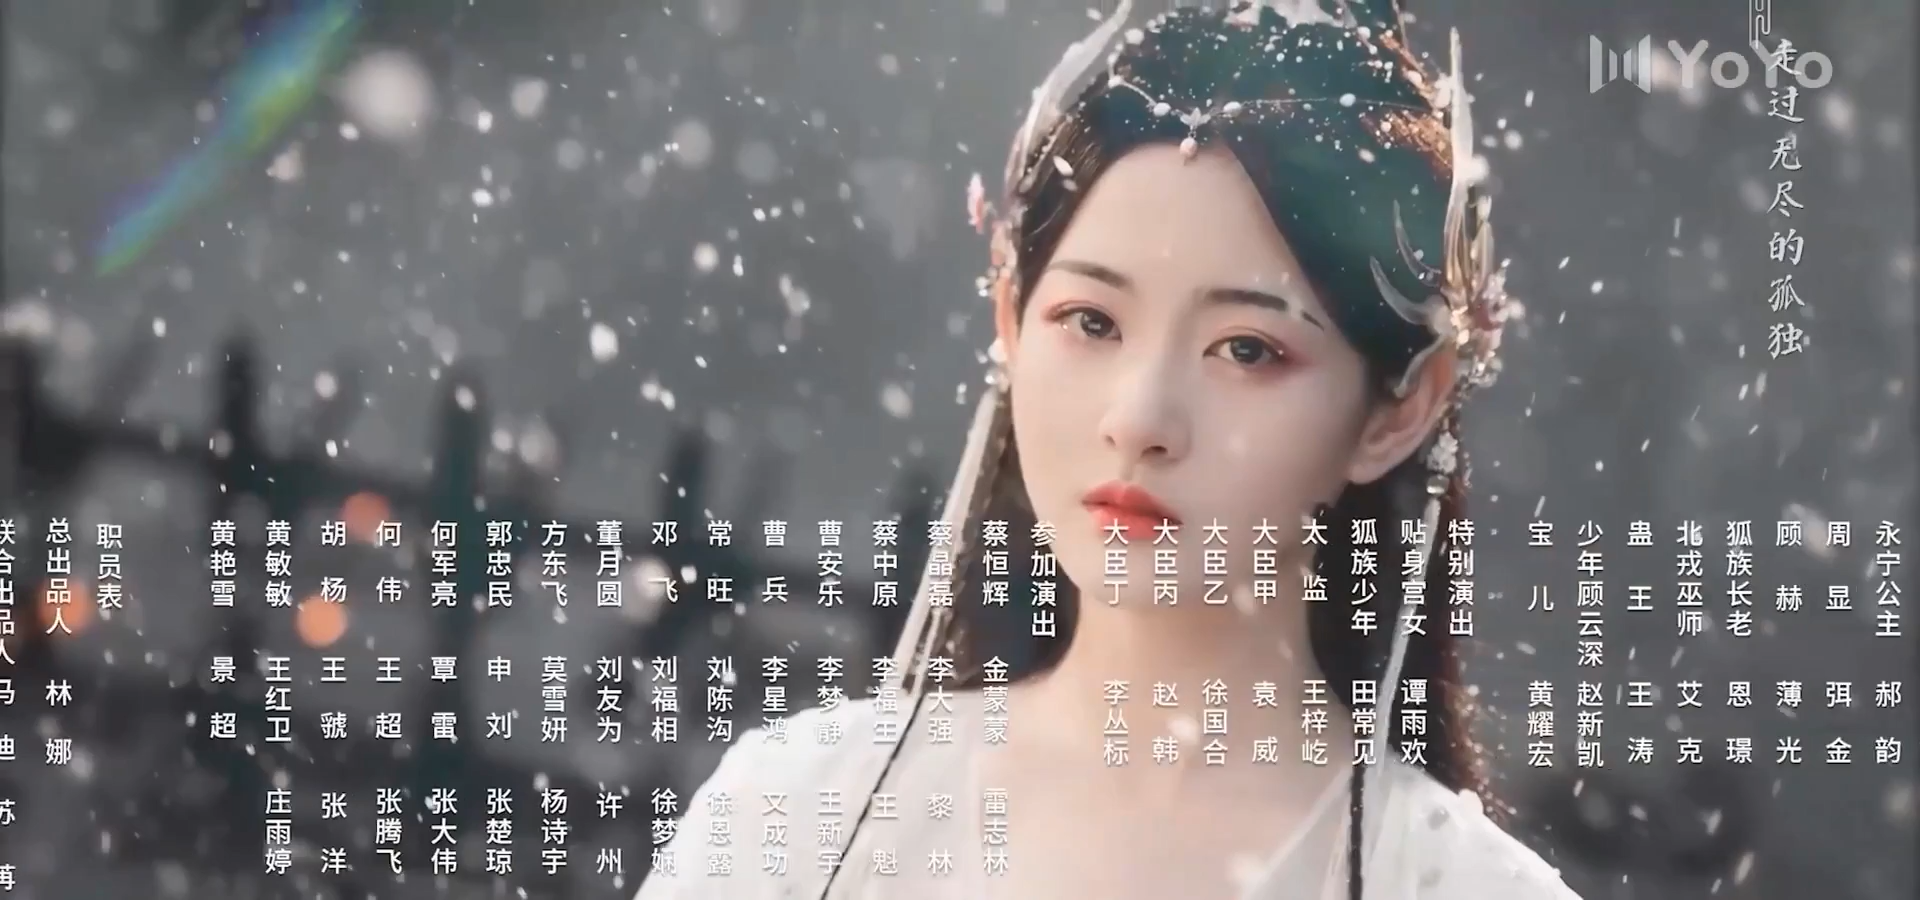 YoYo
走过无尽的孤独
永宁公主 郝韵
周显 弭金
顾赫 薄光
狐族长老 恩璟
北戎巫师 艾克
蛊王 王涛
少年顾云深 赵新凯
宝儿 黄耀宏
特别演出
贴身宫女 谭雨欢
狐族少年 田常见
太监 王梓屹
大臣甲 袁威
大臣乙 徐国合
大臣丙 赵韩
大臣丁 李丛标
参加演出
蔡恒辉 金蒙蒙 雷志林
蔡晶磊 李大强 黎林
蔡中原 李福王 王魁
曹安乐 李梦静 王新宇
曹兵 李星鸿 文成功
常旺 刘陈沟 徐恩露
邓飞 刘福相 徐梦娴
董月圆 刘友为 许州
方东飞 莫雪妍 杨诗宇
郭忠民 申刘 张楚琼
何军亮 覃雷 张大伟
何伟 王超 张腾飞
胡杨 王虢 张洋
黄敏敏 王红卫 庄雨婷
黄艳雪 景超
职员表
总出品人 林娜
联合出品人 冯迪 苏苒